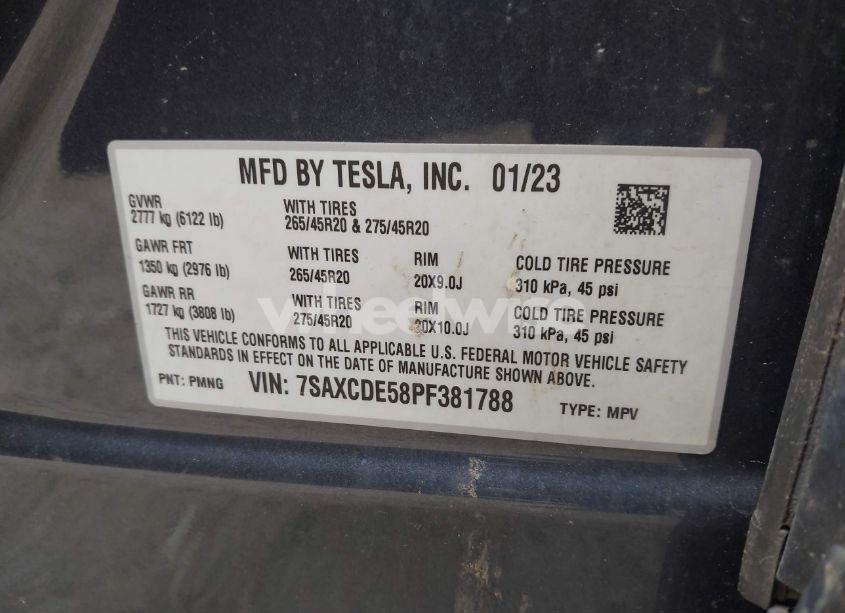 MFD BY TESLA, INC. 01/23
GVWR
2777 kg (6122 lb)
WITH TIRES
265/45R20 & 275/45R20
GAWR FRT
1350 kg (2976 lb)
WITH TIRES
265/45R20
RIM
20X9.0J
COLD TIRE PRESSURE
310 kPa, 45 psi
GAWR RR
1727 kg (3808 lb)
WITH TIRES
275/45R20
RIM
20X10.0J
COLD TIRE PRESSURE
310 kPa, 45 psi
wheelwire
THIS VEHICLE CONFORMS TO ALL APPLICABLE U.S. FEDERAL MOTOR VEHICLE SAFETY
STANDARDS IN EFFECT ON THE DATE OF MANUFACTURE SHOWN ABOVE.
PNT: PMNG
VIN: 7SAXCDE58PF381788
TYPE: MPV